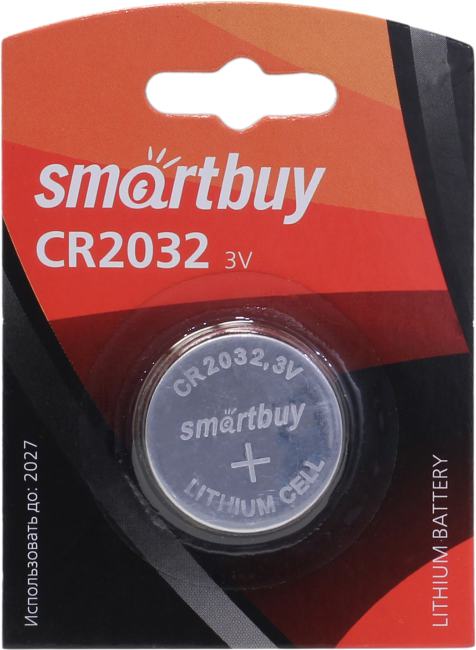 smartbuy
CR2032 3V
CR2032, 3V
smartbuy
+
LITHIUM CELL
Использовать до: 2027
LITHIUM BATTERY